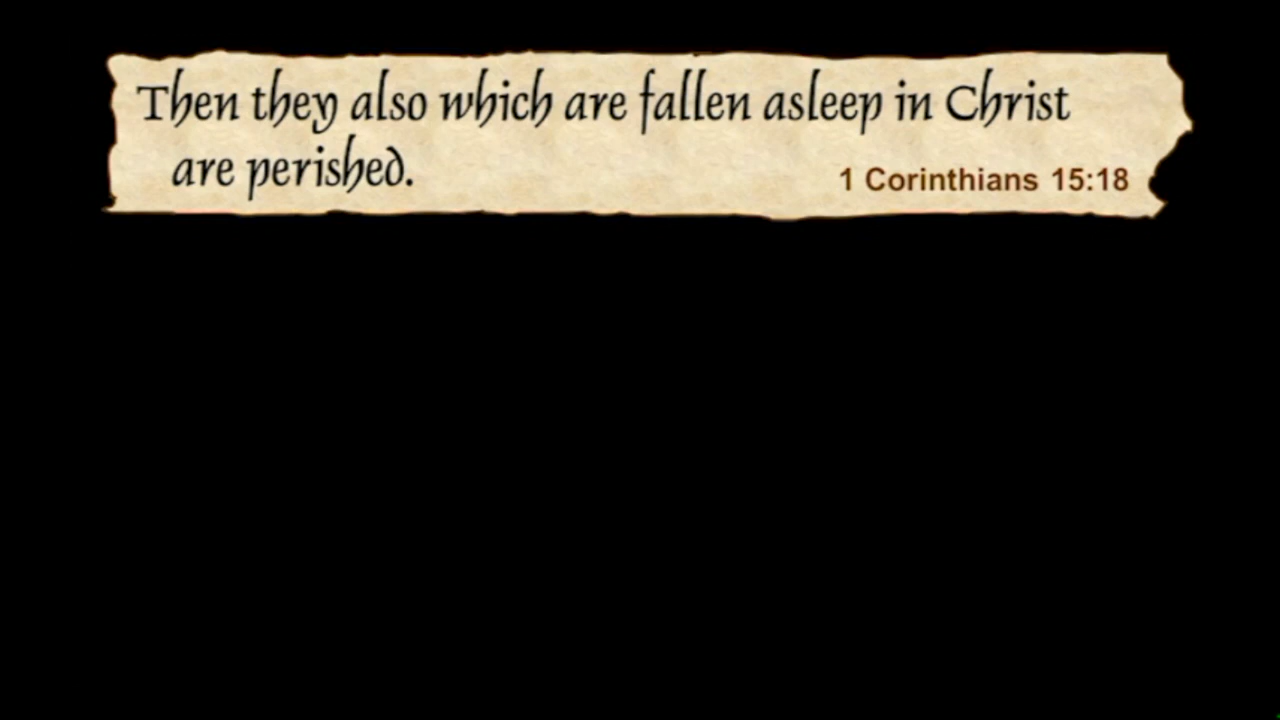 Then they also which are fallen asleep in Christ
are perished.
1 Corinthians 15:18